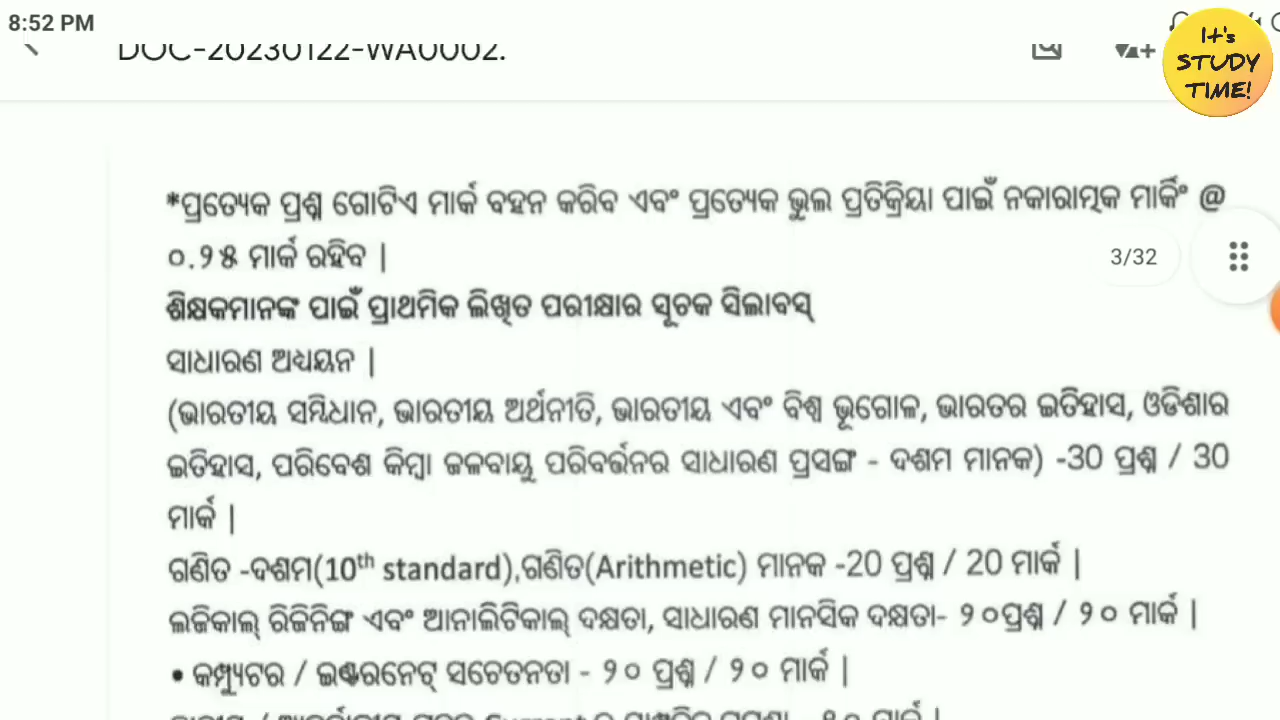 8:52 PM
DOC-20230122-WA0002.
It's
STUDY
TIME!
*ପ୍ରତ୍ୟେକ ପ୍ରଶ୍ନ ଗୋଟିଏ ମାର୍କ ବହନ କରିବ ଏବଂ ପ୍ରତ୍ୟେକ ଭୁଲ ପ୍ରତିକ୍ରିୟା ପାଇଁ ନକାରାତ୍ମକ ମାର୍କିଂ @
୦.୨୫ ମାର୍କ ରହିବ |
3/32
ଶିକ୍ଷକମାନଙ୍କ ପାଇଁ ପ୍ରାଥମିକ ଲିଖିତ ପରୀକ୍ଷାର ସୂଚକ ସିଲାବସ୍
ସାଧାରଣ ଅଧ୍ୟୟନ |
(ଭାରତୀୟ ସମ୍ବିଧାନ, ଭାରତୀୟ ଅର୍ଥନୀତି, ଭାରତୀୟ ଏବଂ ବିଶ୍ୱ ଭୂଗୋଳ, ଭାରତର ଇତିହାସ, ଓଡିଶାର
ଇତିହାସ, ପରିବେଶ କିମ୍ବା ଜଳବାୟୁ ପରିବର୍ତ୍ତନର ସାଧାରଣ ପ୍ରସଙ୍ଗ - ଦଶମ ମାନକ) -30 ପ୍ରଶ୍ନ / 30
ମାର୍କ |
ଗଣିତ -ଦଶମ(10th standard),ଗଣିତ(Arithmetic) ମାନକ -20 ପ୍ରଶ୍ନ / 20 ମାର୍କ |
ଲଜିକାଲ୍ ରିଜିନିଙ୍ଗ ଏବଂ ଆନାଲିଟିକାଲ୍ ଦକ୍ଷତା, ସାଧାରଣ ମାନସିକ ଦକ୍ଷତା- ୨୦ପ୍ରଶ୍ନ / ୨୦ ମାର୍କ |
• କମ୍ପ୍ୟୁଟର / ଇଣ୍ଟରନେଟ୍ ସଚେତନତା - ୨୦ ପ୍ରଶ୍ନ / ୨୦ ମାର୍କ |